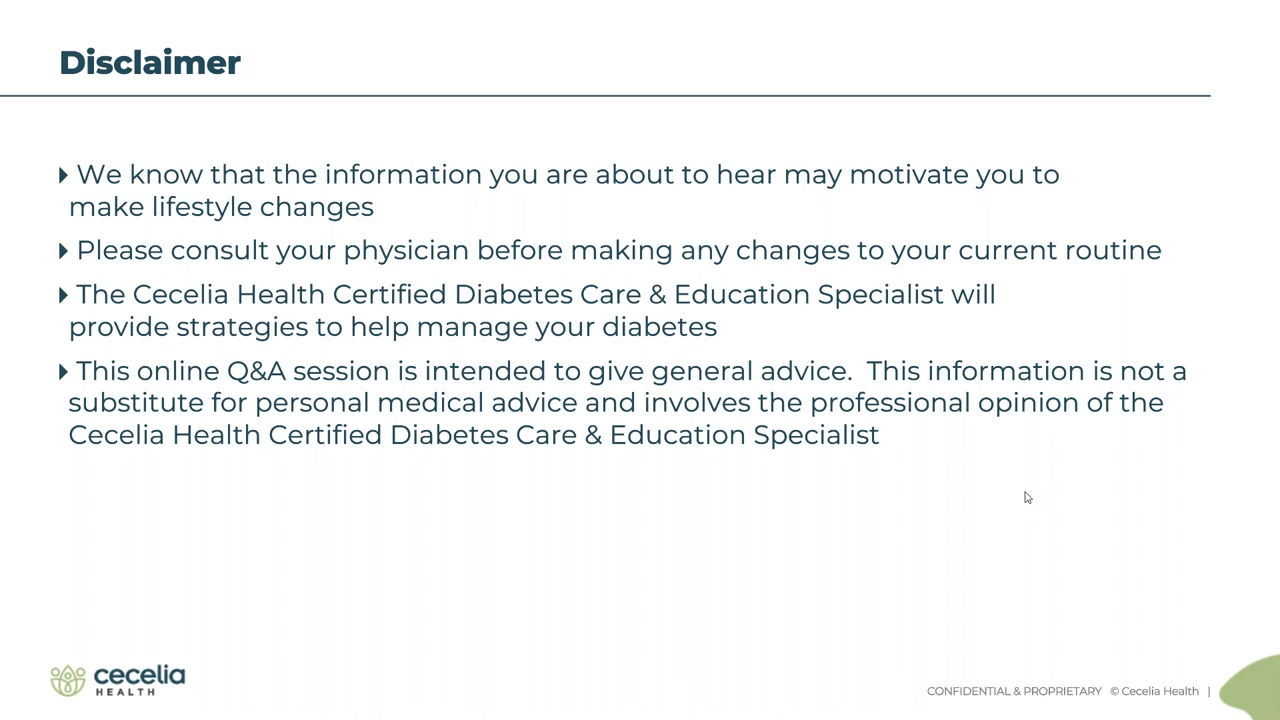 Disclaimer
We know that the information you are about to hear may motivate you to
make lifestyle changes
Please consult your physician before making any changes to your current routine
The Cecelia Health Certified Diabetes Care & Education Specialist will
provide strategies to help manage your diabetes
This online Q&A session is intended to give general advice.  This information is not a
substitute for personal medical advice and involves the professional opinion of the
Cecelia Health Certified Diabetes Care & Education Specialist
cecelia
HEALTH
CONFIDENTIAL & PROPRIETARY © Cecelia Health |